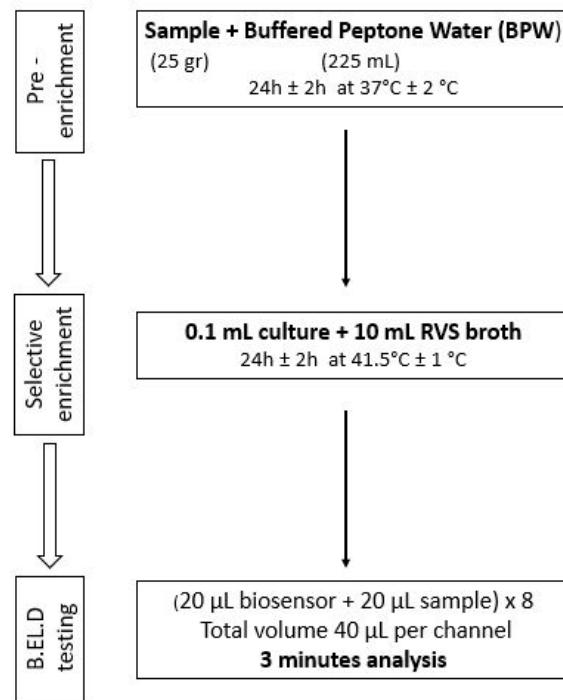 Pre -
enrichment
Sample + Buffered Peptone Water (BPW)
(25 gr) (225 mL)
24h ± 2h at 37°C ± 2 °C
Selective
enrichment
0.1 mL culture + 10 mL RVS broth
24h ± 2h at 41.5°C ± 1 °C
B.EL.D
testing
(20 µL biosensor + 20 µL sample) x 8
Total volume 40 µL per channel
3 minutes analysis